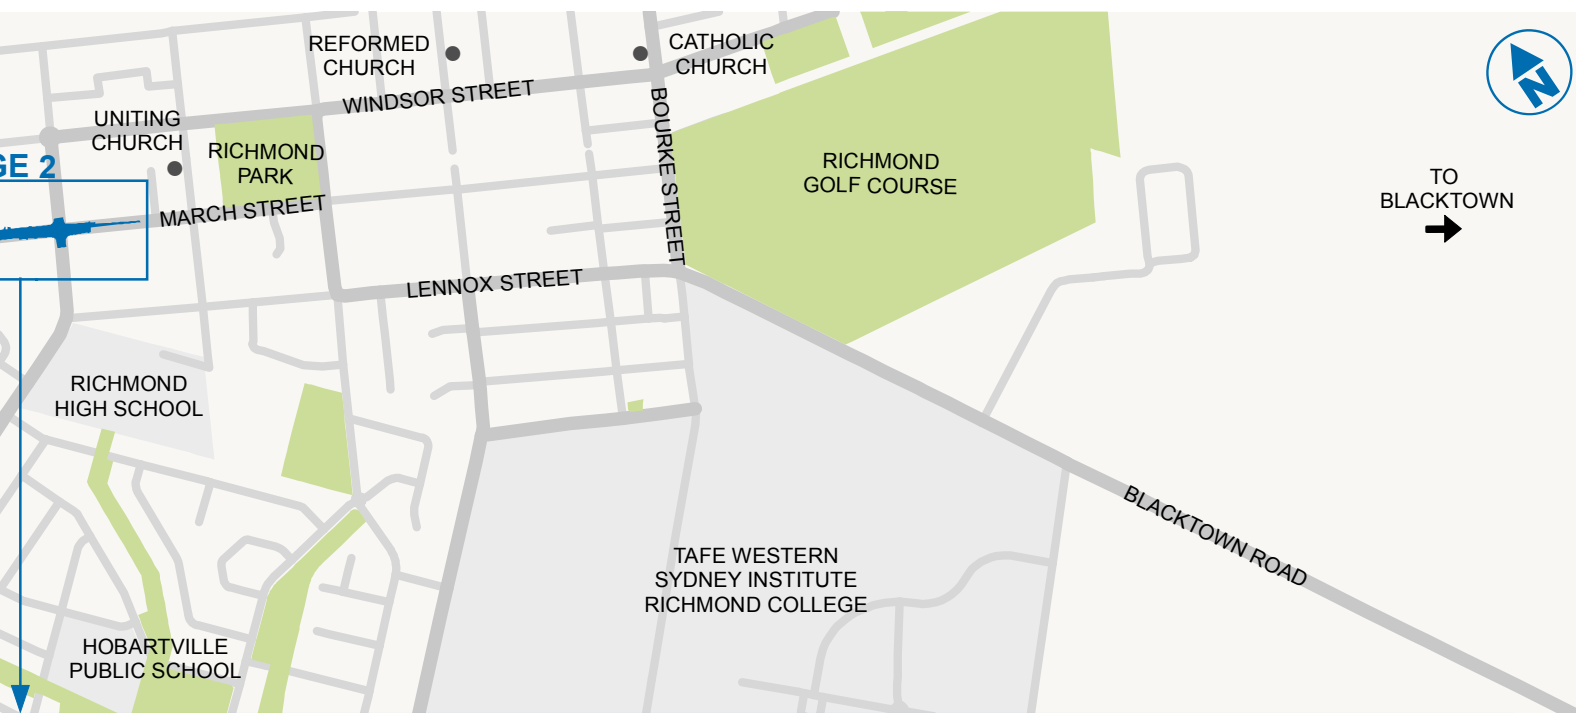 REFORMED
CHURCH
CATHOLIC
CHURCH
WINDSOR STREET
UNITING
CHURCH
RICHMOND
PARK
BOURKE STREET
RICHMOND
GOLF COURSE
N
TO
BLACKTOWN
GE 2
MARCH STREET
LENNOX STREET
RICHMOND
HIGH SCHOOL
BLACKTOWN ROAD
TAFE WESTERN
SYDNEY INSTITUTE
RICHMOND COLLEGE
HOBARTVILLE
PUBLIC SCHOOL